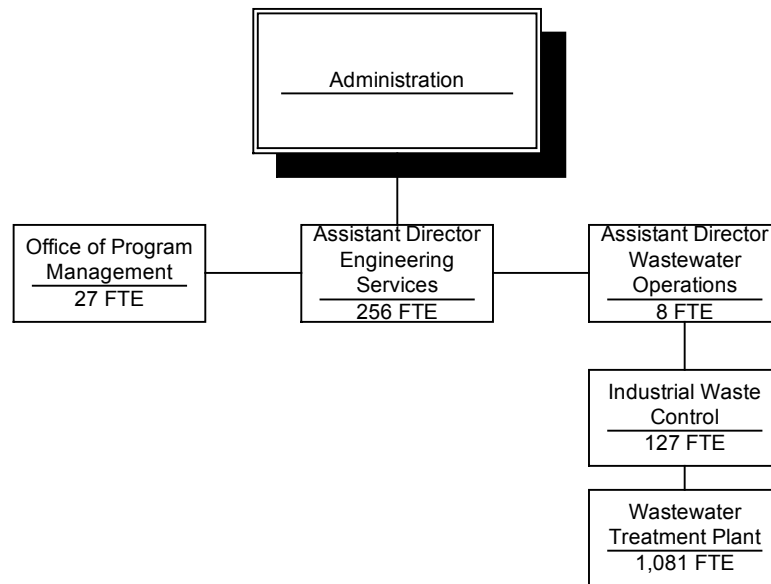 Administration
Office of Program
Management
27 FTE
Assistant Director
Engineering
Services
256 FTE
Assistant Director
Wastewater
Operations
8 FTE
Industrial Waste
Control
127 FTE
Wastewater
Treatment Plant
1,081 FTE